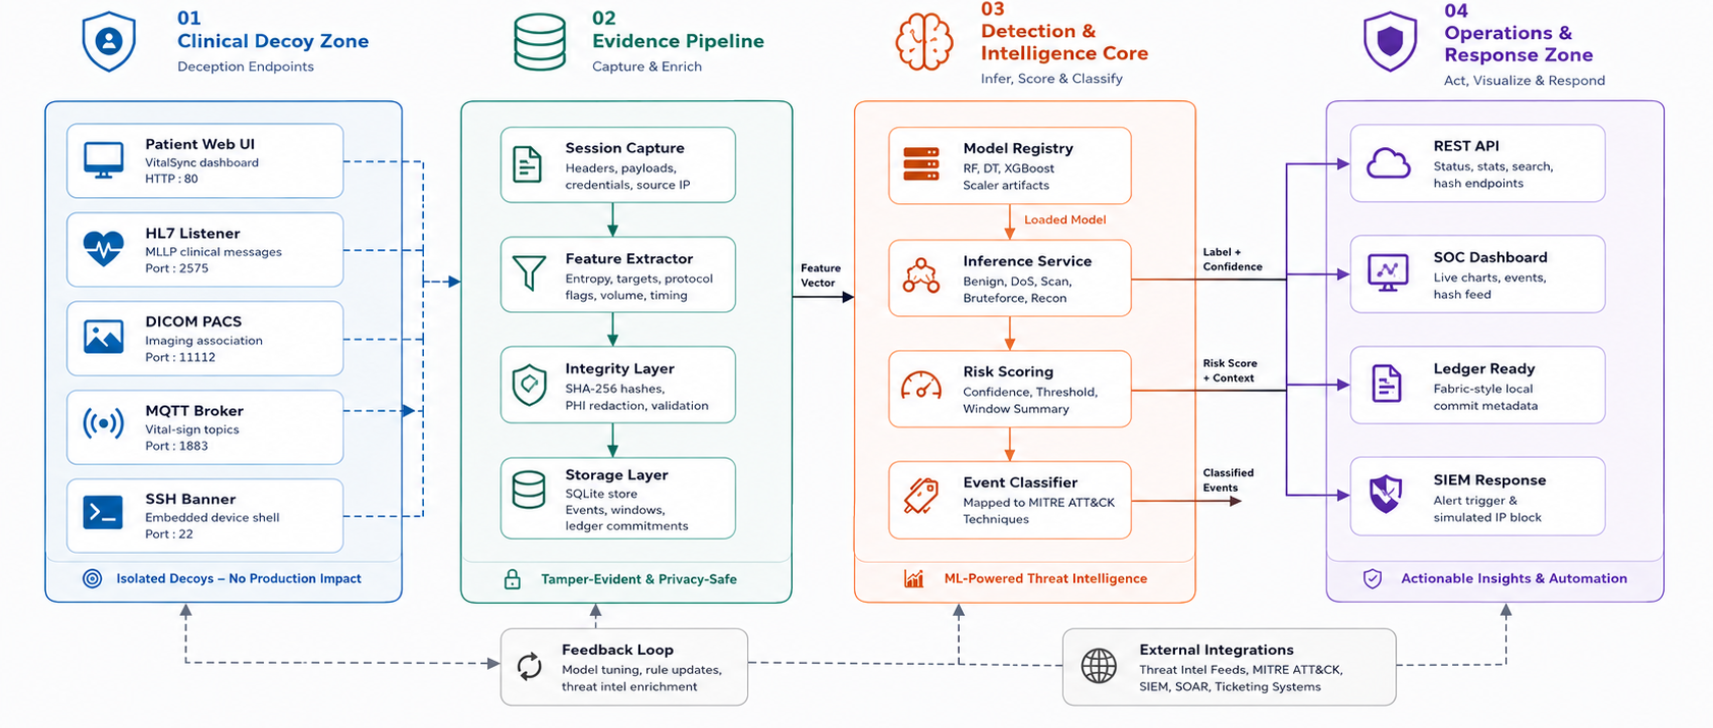 01
Clinical Decoy Zone
Deception Endpoints
Patient Web UI
VitalSync dashboard
HTTP : 80
HL7 Listener
MLLP clinical messages
Port : 2575
DICOM PACS
Imaging association
Port : 11112
MQTT Broker
Vital-sign topics
Port : 1883
SSH Banner
Embedded device shell
Port : 22
Isolated Decoys – No Production Impact
02
Evidence Pipeline
Capture & Enrich
Session Capture
Headers, payloads,
credentials, source IP
Feature Extractor
Entropy, targets, protocol
flags, volume, timing
Integrity Layer
SHA-256 hashes,
PHI redaction, validation
Storage Layer
SQLite store
Events, windows,
ledger commitments
Tamper-Evident & Privacy-Safe
Feature
Vector
03
Detection &
Intelligence Core
Infer, Score & Classify
Model Registry
RF, DT, XGBoost
Scaler artifacts
Loaded Model
Inference Service
Benign, DoS, Scan,
Bruteforce, Recon
Risk Scoring
Confidence, Threshold,
Window Summary
Event Classifier
Mapped to MITRE ATT&CK
Techniques
ML-Powered Threat Intelligence
Label +
Confidence
Risk Score
+ Context
Classified
Events
04
Operations &
Response Zone
Act, Visualize & Respond
REST API
Status, stats, search,
hash endpoints
SOC Dashboard
Live charts, events,
hash feed
Ledger Ready
Fabric-style local
commit metadata
SIEM Response
Alert trigger &
simulated IP block
Actionable Insights & Automation
Feedback Loop
Model tuning, rule updates,
threat intel enrichment
External Integrations
Threat Intel Feeds, MITRE ATT&CK,
SIEM, SOAR, Ticketing Systems